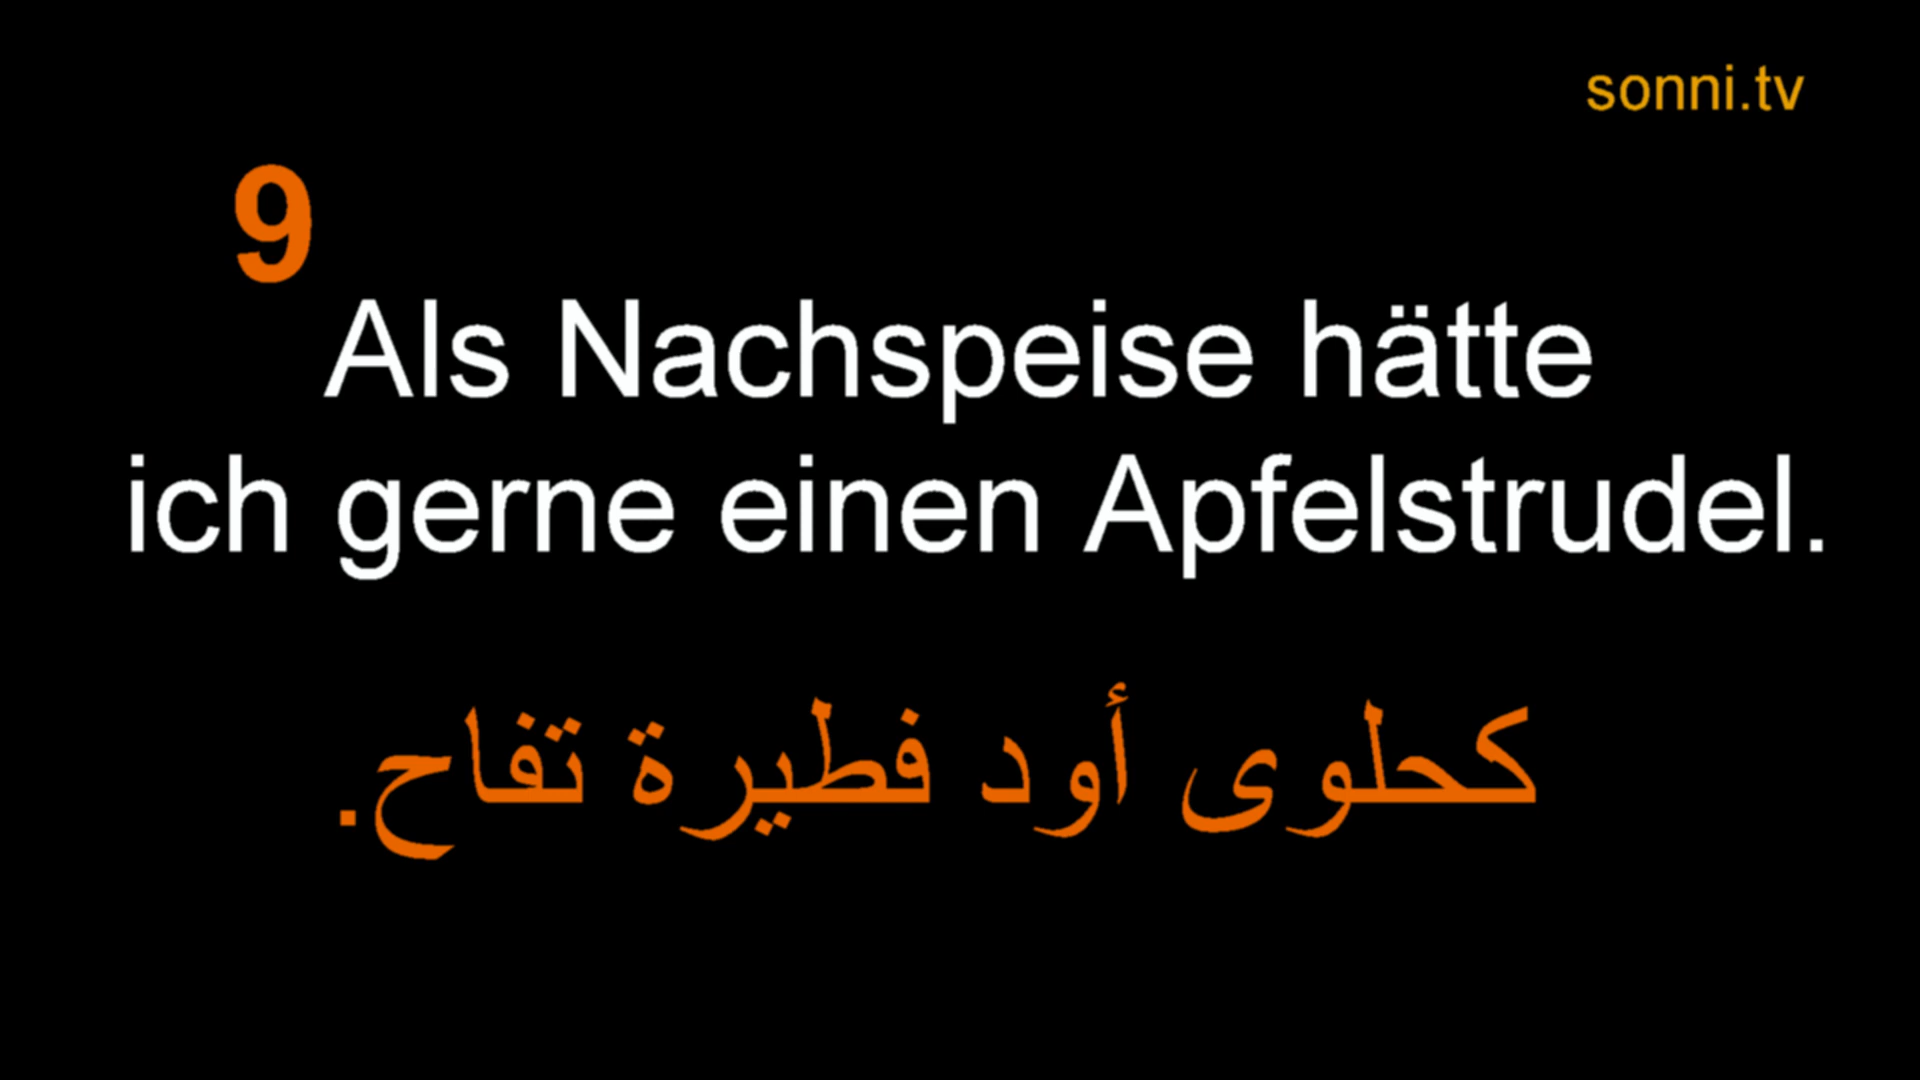 sonni.tv
9
Als Nachspeise hätte
ich gerne einen Apfelstrudel.
كحلوى أود فطيرة تفاح.